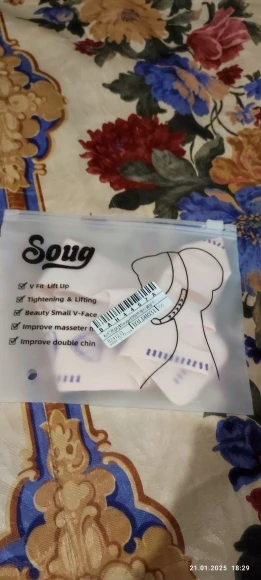 Soug
V Fit Lift Up
Tightening & Lifting
Beauty Small V-Face
Improve masseter
Improve double chin
21.01.2025 18:29